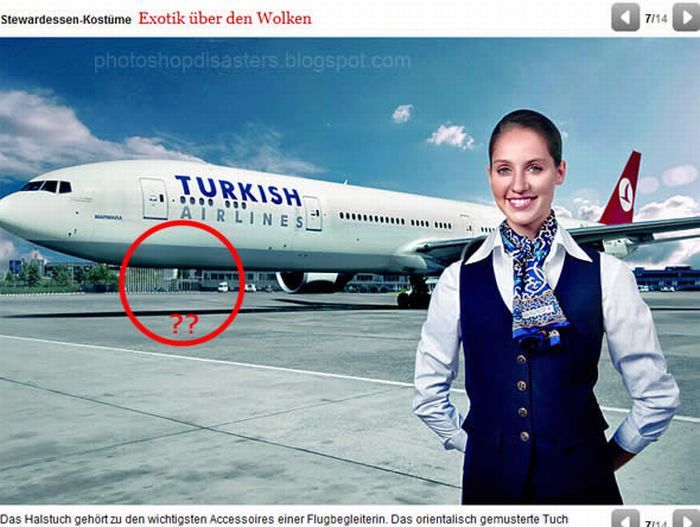 Stewardessen-Kostüme Exotik über den Wolken
7/14
photoshopdisasters.blogspot.com
TURKISH
AIRLINES
MARMARA
??
Das Halstuch gehört zu den wichtigsten Accessoires einer Flugbegleiterin. Das orientalisch gemusterte Tuch
7/14